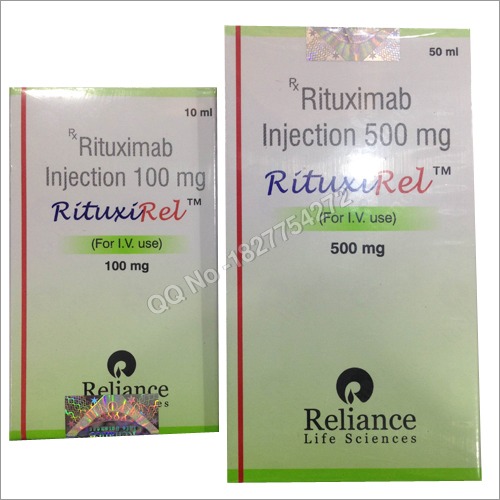 10 ml
Rx Rituximab
Injection 100 mg
RituxiRel™
(For I.V. use)
100 mg
Reliance
50 ml
Rx Rituximab
Injection 500 mg
RituxiRel™
(For I.V. use)
500 mg
Reliance
Life Sciences
QQ No.-1827754272